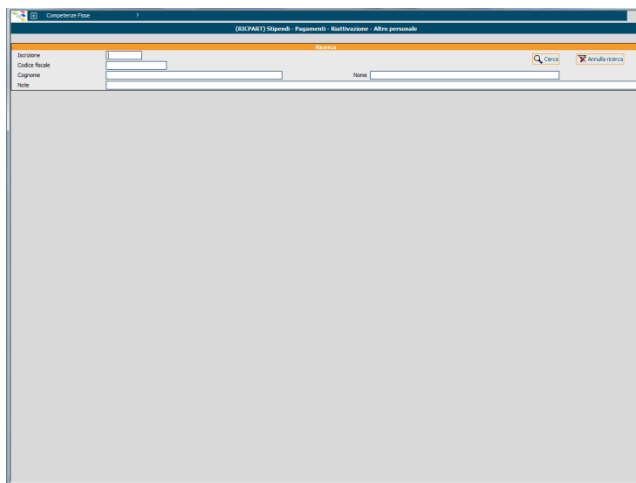 Competenze Fisse ?
(RICPART) Stipendi - Pagamenti - Riattivazione - Altro personale
Ricerca
Iscrizione
Cerca Annulla ricerca
Codice fiscale
Cognome Nome
Note